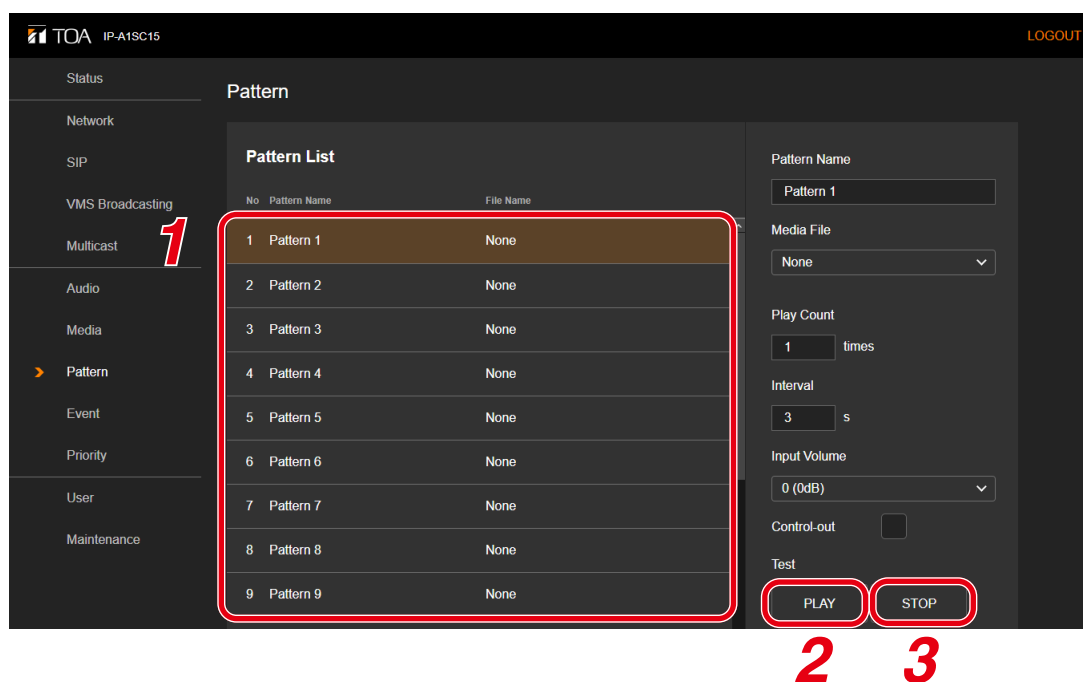 TOA IP-A1SC15
LOGOUT
Status
Network
SIP
VMS Broadcasting
Multicast
Audio
Media
Pattern
Event
Priority
User
Maintenance
Pattern
Pattern List
No Pattern Name File Name
1 Pattern 1 None
2 Pattern 2 None
3 Pattern 3 None
4 Pattern 4 None
5 Pattern 5 None
6 Pattern 6 None
7 Pattern 7 None
8 Pattern 8 None
9 Pattern 9 None
1
Pattern Name
Pattern 1
Media File
None
Play Count
1 times
Interval
3 s
Input Volume
0 (0dB)
Control-out
Test
PLAY STOP
2 3